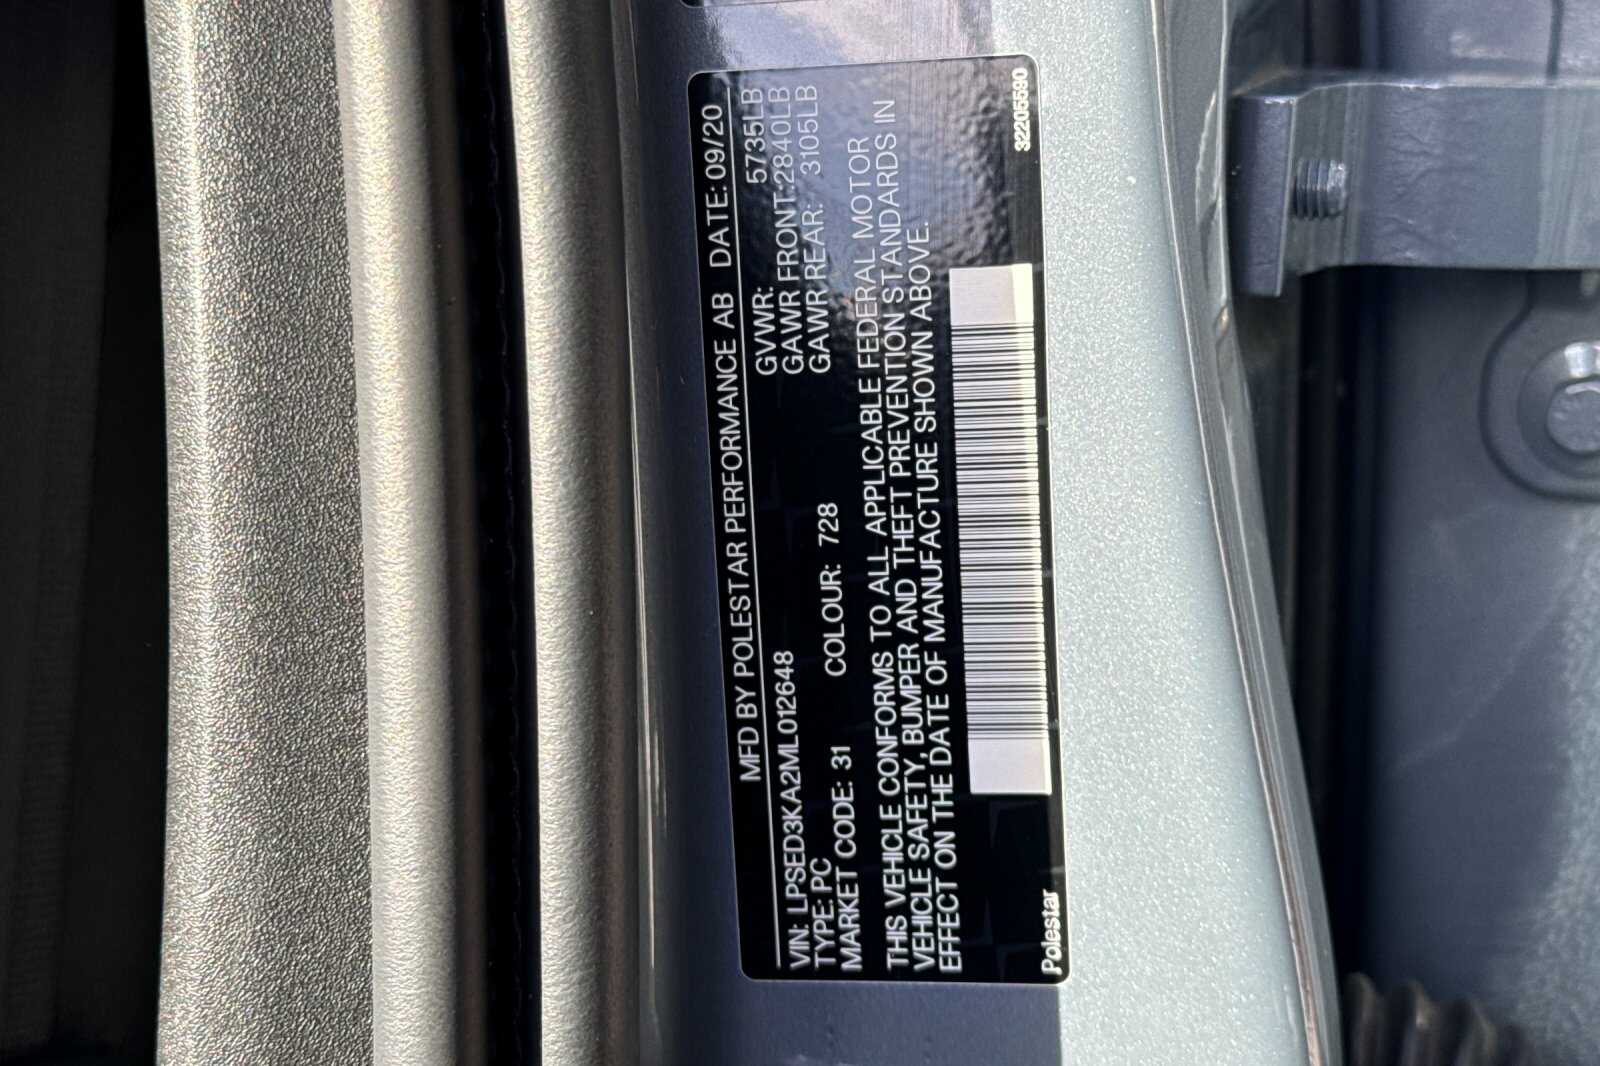 MFD BY POLESTAR PERFORMANCE AB DATE: 09/20
VIN: LPSED3KA2ML012648 GVWR: 5735LB
TYPE: PC GAWR FRONT: 2840LB
MARKET CODE: 31 COLOUR: 728 GAWR REAR: 3105LB
THIS VEHICLE CONFORMS TO ALL APPLICABLE FEDERAL MOTOR
VEHICLE SAFETY, BUMPER AND THEFT PREVENTION STANDARDS IN
EFFECT ON THE DATE OF MANUFACTURE SHOWN ABOVE.
Polestar 32205590